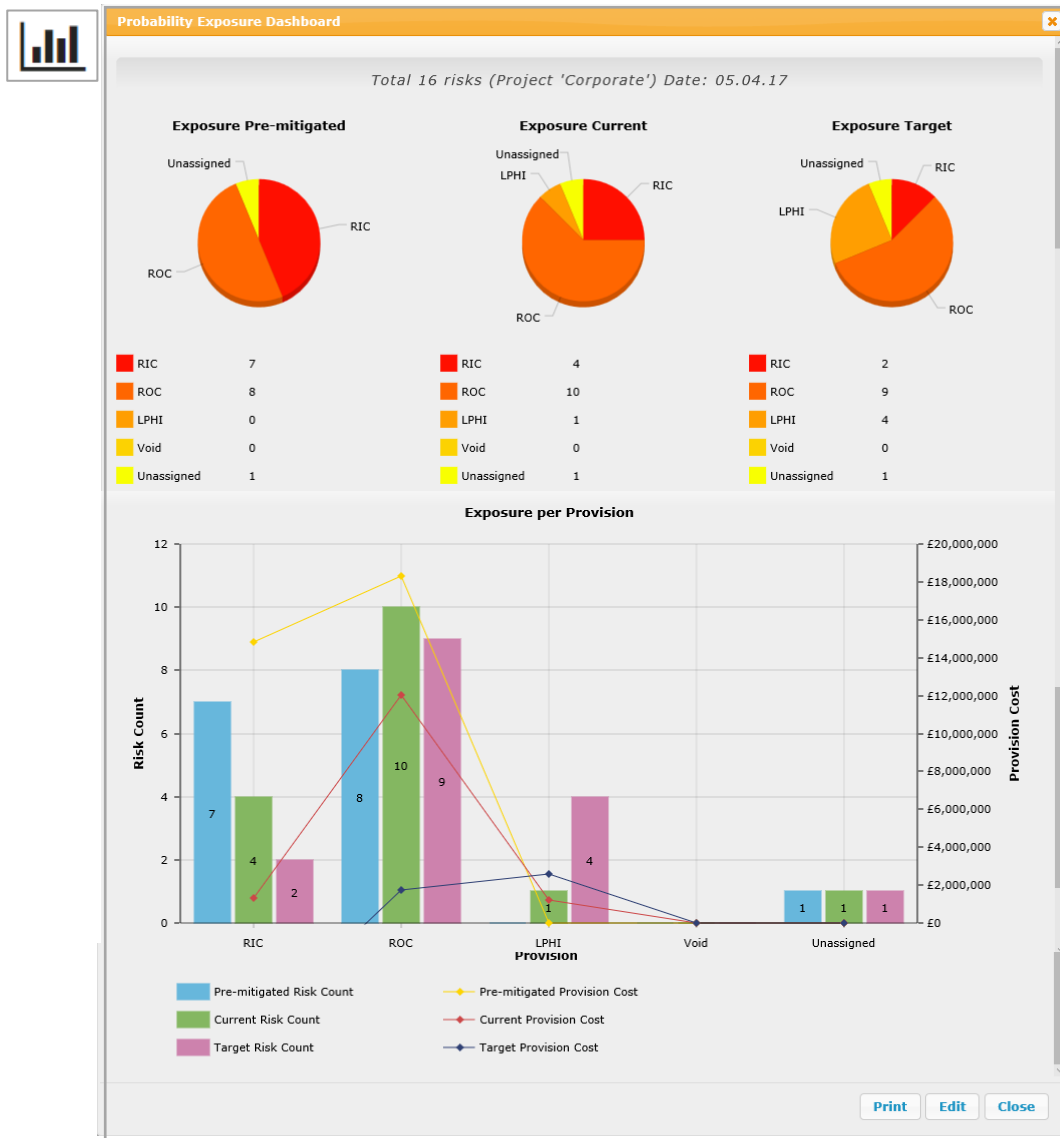 Probability Exposure Dashboard
Total 16 risks (Project 'Corporate') Date: 05.04.17
Exposure Pre-mitigated
Unassigned
RIC
ROC
RIC 7
ROC 8
LPHI 0
Void 0
Unassigned 1
Exposure Current
Unassigned
LPHI
RIC
ROC
RIC 4
ROC 10
LPHI 1
Void 0
Unassigned 1
Exposure Target
Unassigned
RIC
LPHI
ROC
RIC 2
ROC 9
LPHI 4
Void 0
Unassigned 1
Exposure per Provision
Risk Count
12
10
8
6
4
2
0
7
4
2
8
10
9
1
4
1
1
1
£20,000,000
£18,000,000
£16,000,000
£14,000,000
£12,000,000
£10,000,000
£8,000,000
£6,000,000
£4,000,000
£2,000,000
£0
Provision Cost
RIC ROC LPHI Void Unassigned
Provision
Pre-mitigated Risk Count
Current Risk Count
Target Risk Count
Pre-mitigated Provision Cost
Current Provision Cost
Target Provision Cost
Print Edit Close